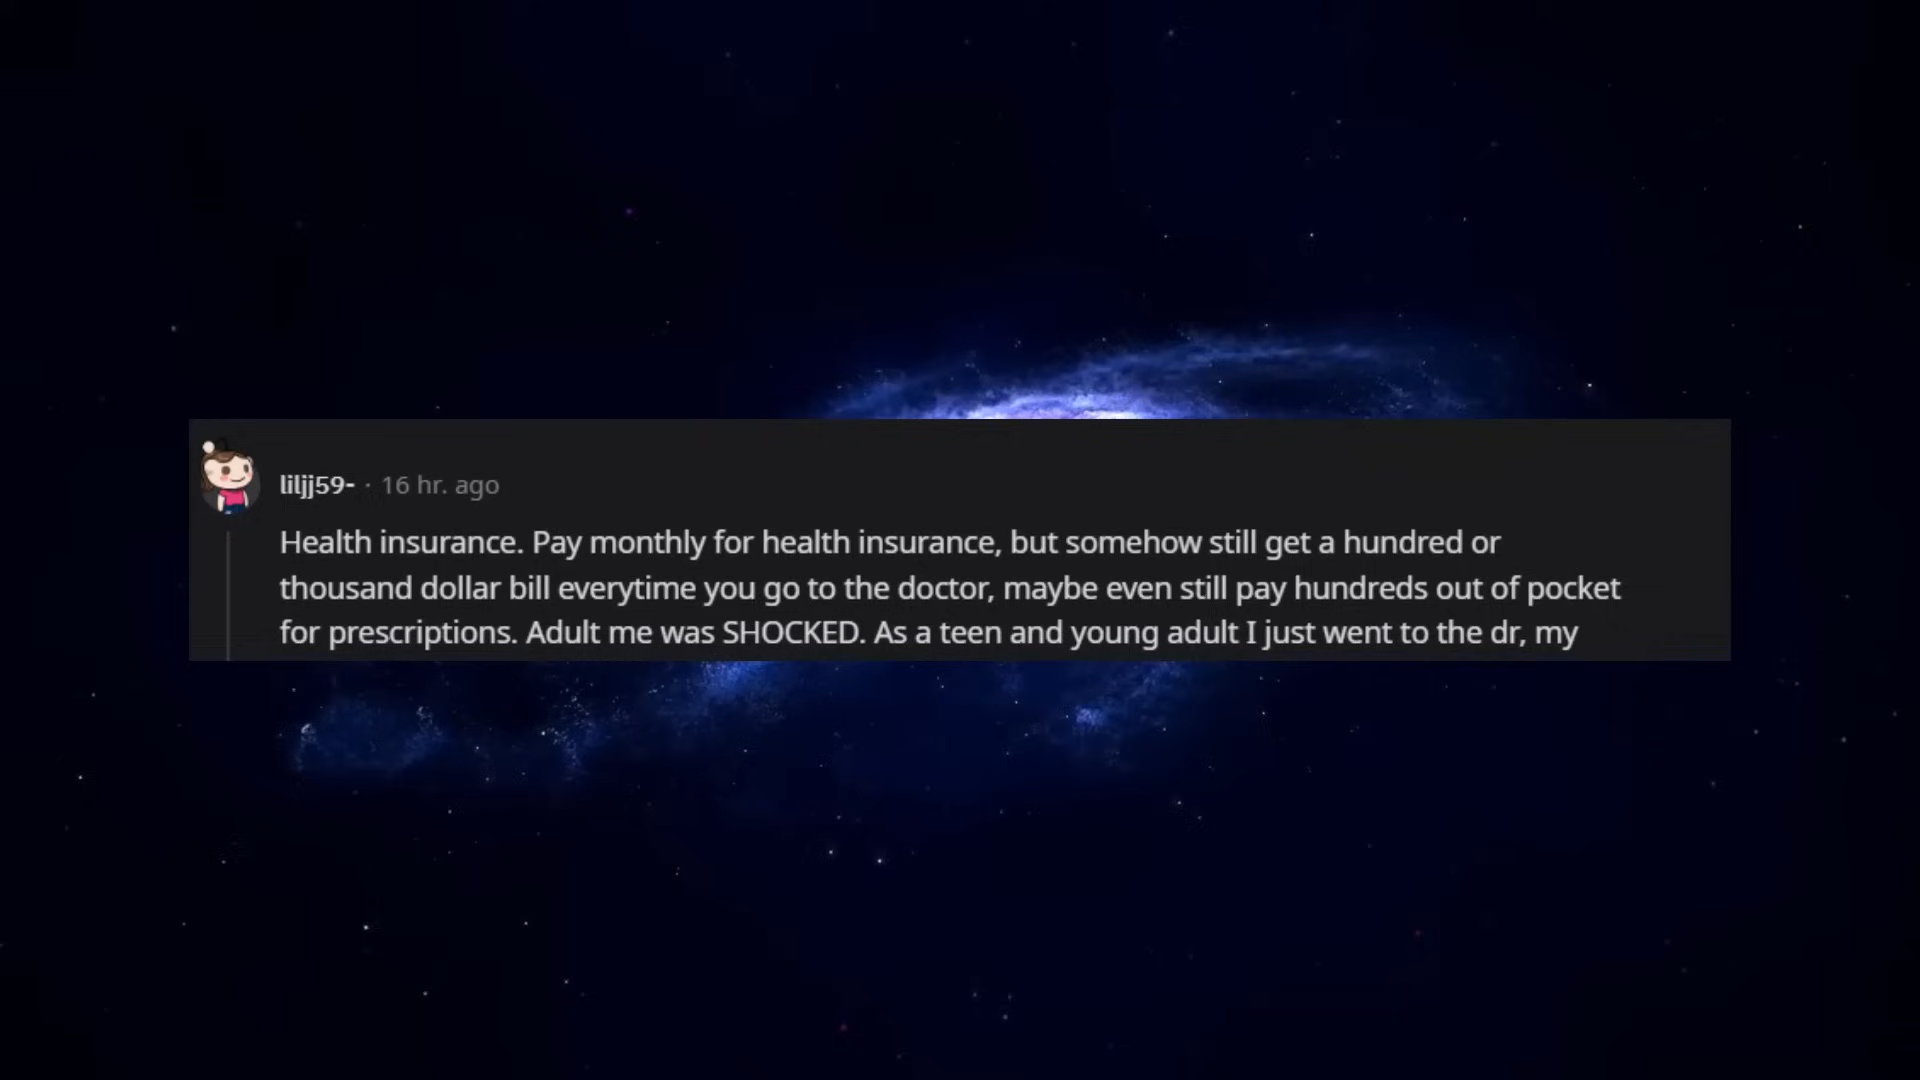 liljj59- · 16 hr. ago
Health insurance. Pay monthly for health insurance, but somehow still get a hundred or
thousand dollar bill everytime you go to the doctor, maybe even still pay hundreds out of pocket
for prescriptions. Adult me was SHOCKED. As a teen and young adult I just went to the dr, my